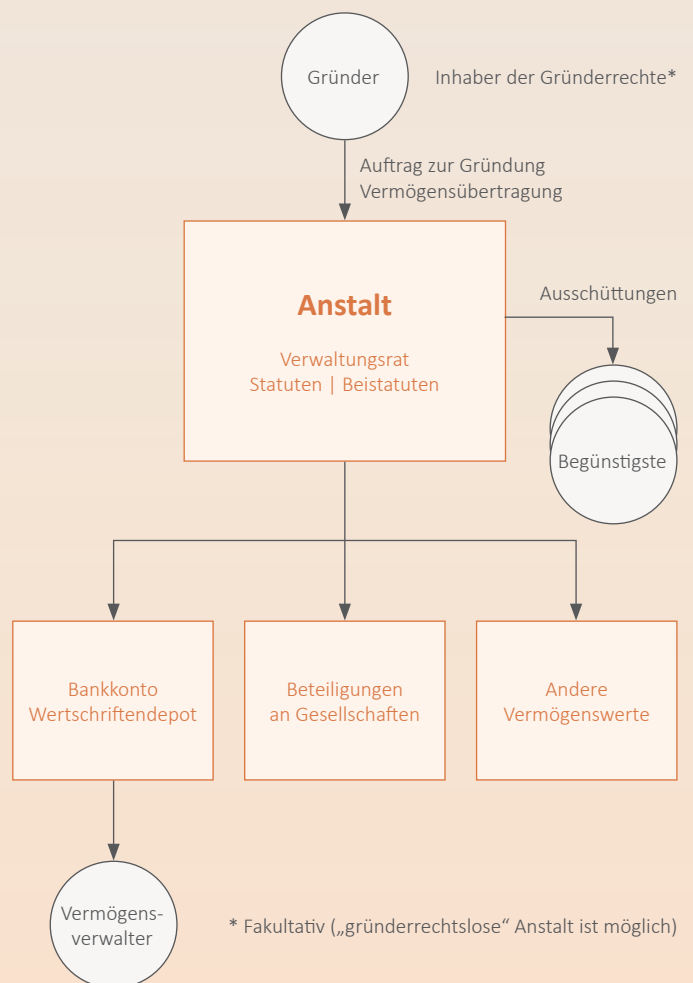 Gründer
Inhaber der Gründerrechte*
Auftrag zur Gründung
Vermögensübertragung
Anstalt
Verwaltungsrat
Statuten | Beistatuten
Ausschüttungen
Begünstigste
Bankkonto
Wertschriftendepot
Beteiligungen
an Gesellschaften
Andere
Vermögenswerte
Vermögens-
verwalter
* Fakultativ („gründerrechtslose“ Anstalt ist möglich)